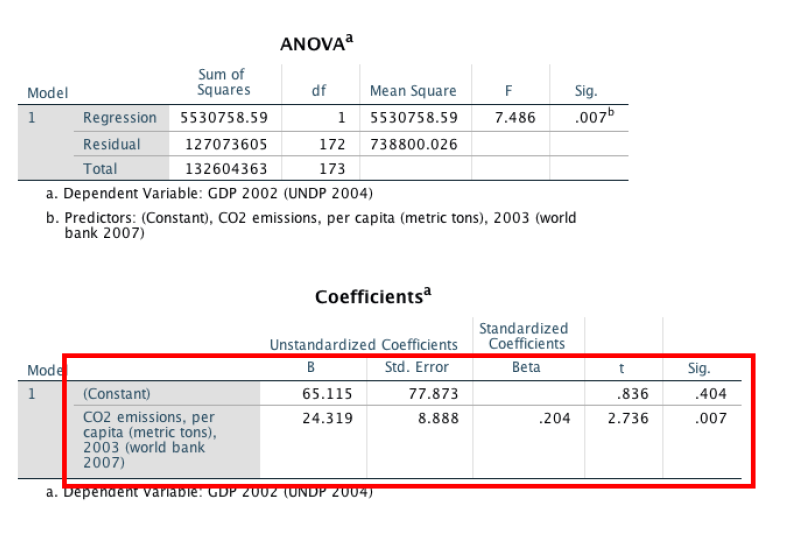 ANOVAa
Model Sum of Squares df Mean Square F Sig.
1 Regression 5530758.59 1 5530758.59 7.486 .007b
Residual 127073605 172 738800.026
Total 132604363 173
a. Dependent Variable: GDP 2002 (UNDP 2004)
b. Predictors: (Constant), CO2 emissions, per capita (metric tons), 2003 (world
bank 2007)
Coefficientsa
Unstandardized Coefficients Standardized Coefficients
Model B Std. Error Beta t Sig.
1 (Constant) 65.115 77.873 .836 .404
CO2 emissions, per 24.319 8.888 .204 2.736 .007
capita (metric tons),
2003 (world bank
2007)
a. Dependent Variable: GDP 2002 (UNDP 2004)